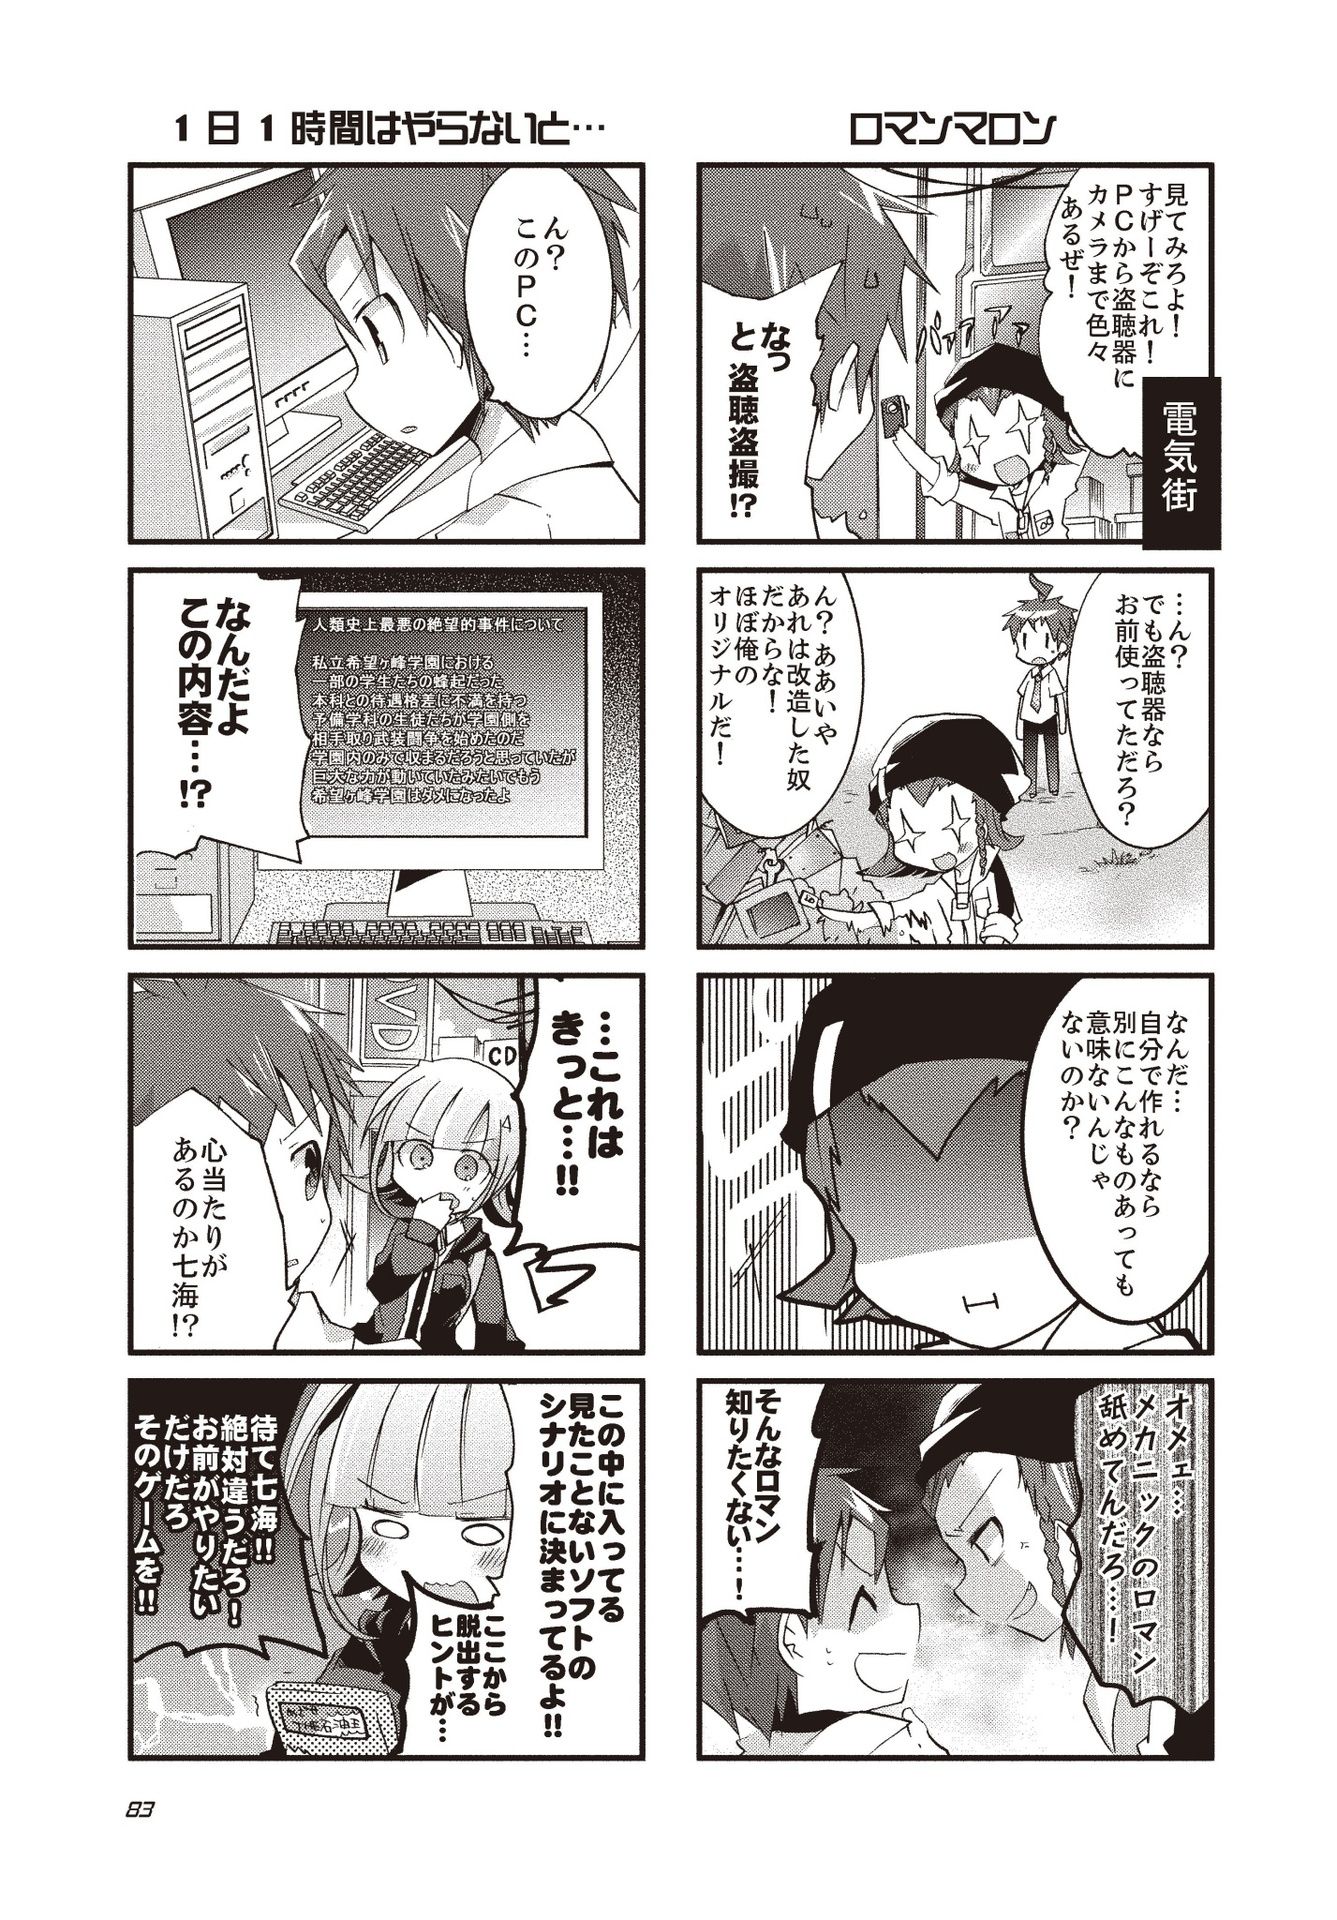 ロマンマロン
電気街
見てみろよ！
すげーぞこれ！
ＰＣから盗聴器に
カメラまで色々
あるぜ！
パァァァ
なっ
と盗聴盗撮!?
…ん？
でも盗聴器なら
お前使ってただろ？
ん？ああいや
あれは改造した奴
だからな！
ほぼ俺の
オリジナルだ！
なんだ…
自分で作れるなら
別にこんなものあっても
意味ないんじゃ
ないのか？
オメェ…
メカニックのロマン
舐めてんだろ…！
そんなロマン
知りたくない…！
１日１時間はやらないと…
ん？
このＰＣ…
人類史上最悪の絶望的事件について
私立希望ヶ峰学園における
一部の学生たちの蜂起だった
本科との待遇格差に不満を持つ
予備学科の生徒たちが学園側を
相手取り武装闘争を始めたのだ
学園内のみで収まるだろうと思っていたが
巨大な力が動いていたみたいでもう
希望ヶ峰学園はダメになったよ
なんだよ
この内容…!?
VD
CD
…これは
きっと…!!
心当たりが
あるのか七海!?
この中に入ってる
見たことないソフトの
シナリオに決まってるよ!!
ここから
脱出する
ヒントが…
待て七海!!
絶対違うだろ！
お前がやりたい
だけだろ
そのゲームを!!
83